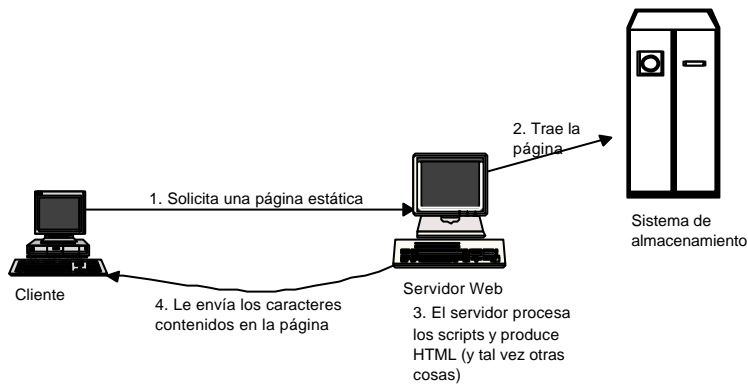 2. Trae la
página
1. Solicita una página estática
Sistema de
almacenamiento
Cliente
Servidor Web
4. Le envía los caracteres
contenidos en la página
3. El servidor procesa
los scripts y produce
HTML (y tal vez otras
cosas)